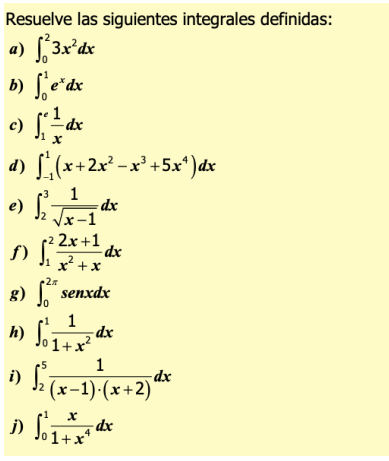 Resuelve las siguientes integrales definidas:
a) ∫₀² 3x²dx
b) ∫₀¹ eˣdx
c) ∫₁ᵉ 1/x dx
d) ∫₋₁¹ (x+2x²–x³+5x⁴)dx
e) ∫₂³ 1/√(x–1) dx
f) ∫₁² (2x+1)/(x²+x) dx
g) ∫₀²π senxdx
h) ∫₀¹ 1/(1+x²) dx
i) ∫₂⁵ 1/((x–1)·(x+2)) dx
j) ∫₀¹ x/(1+x⁴) dx